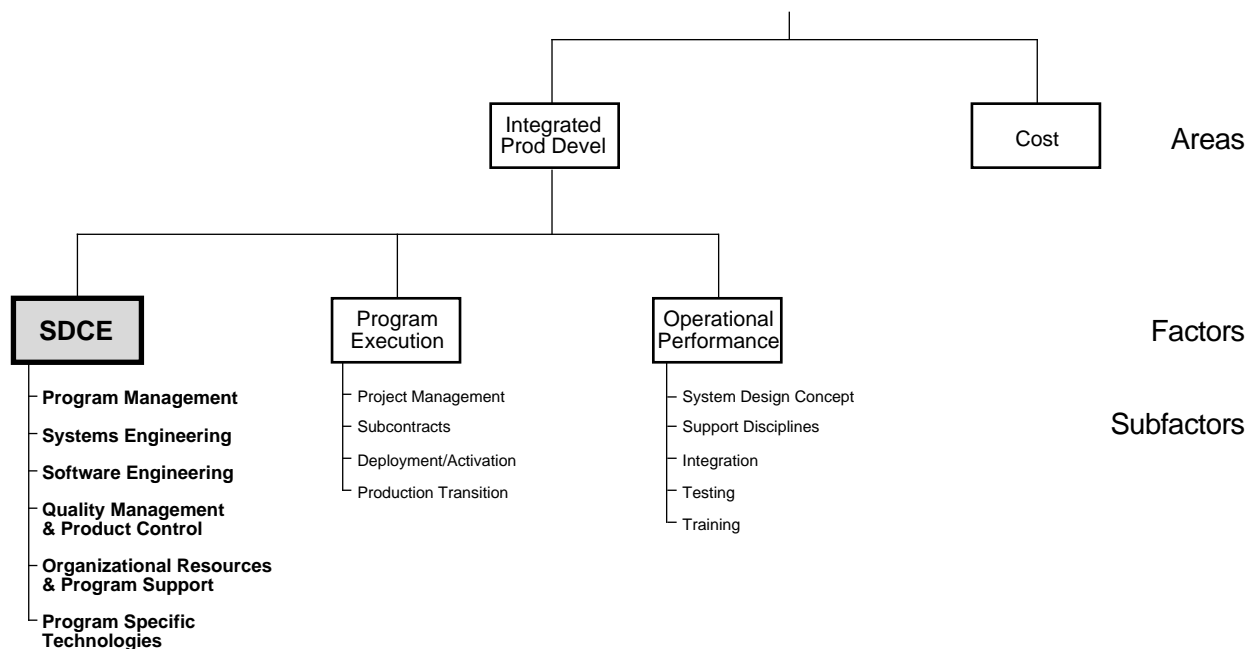 Integrated
Prod Devel
Cost
Areas
SDCE
Program
Execution
Operational
Performance
Factors
Program Management
Systems Engineering
Software Engineering
Quality Management
& Product Control
Organizational Resources
& Program Support
Program Specific
Technologies
Project Management
Subcontracts
Deployment/Activation
Production Transition
System Design Concept
Support Disciplines
Integration
Testing
Training
Subfactors